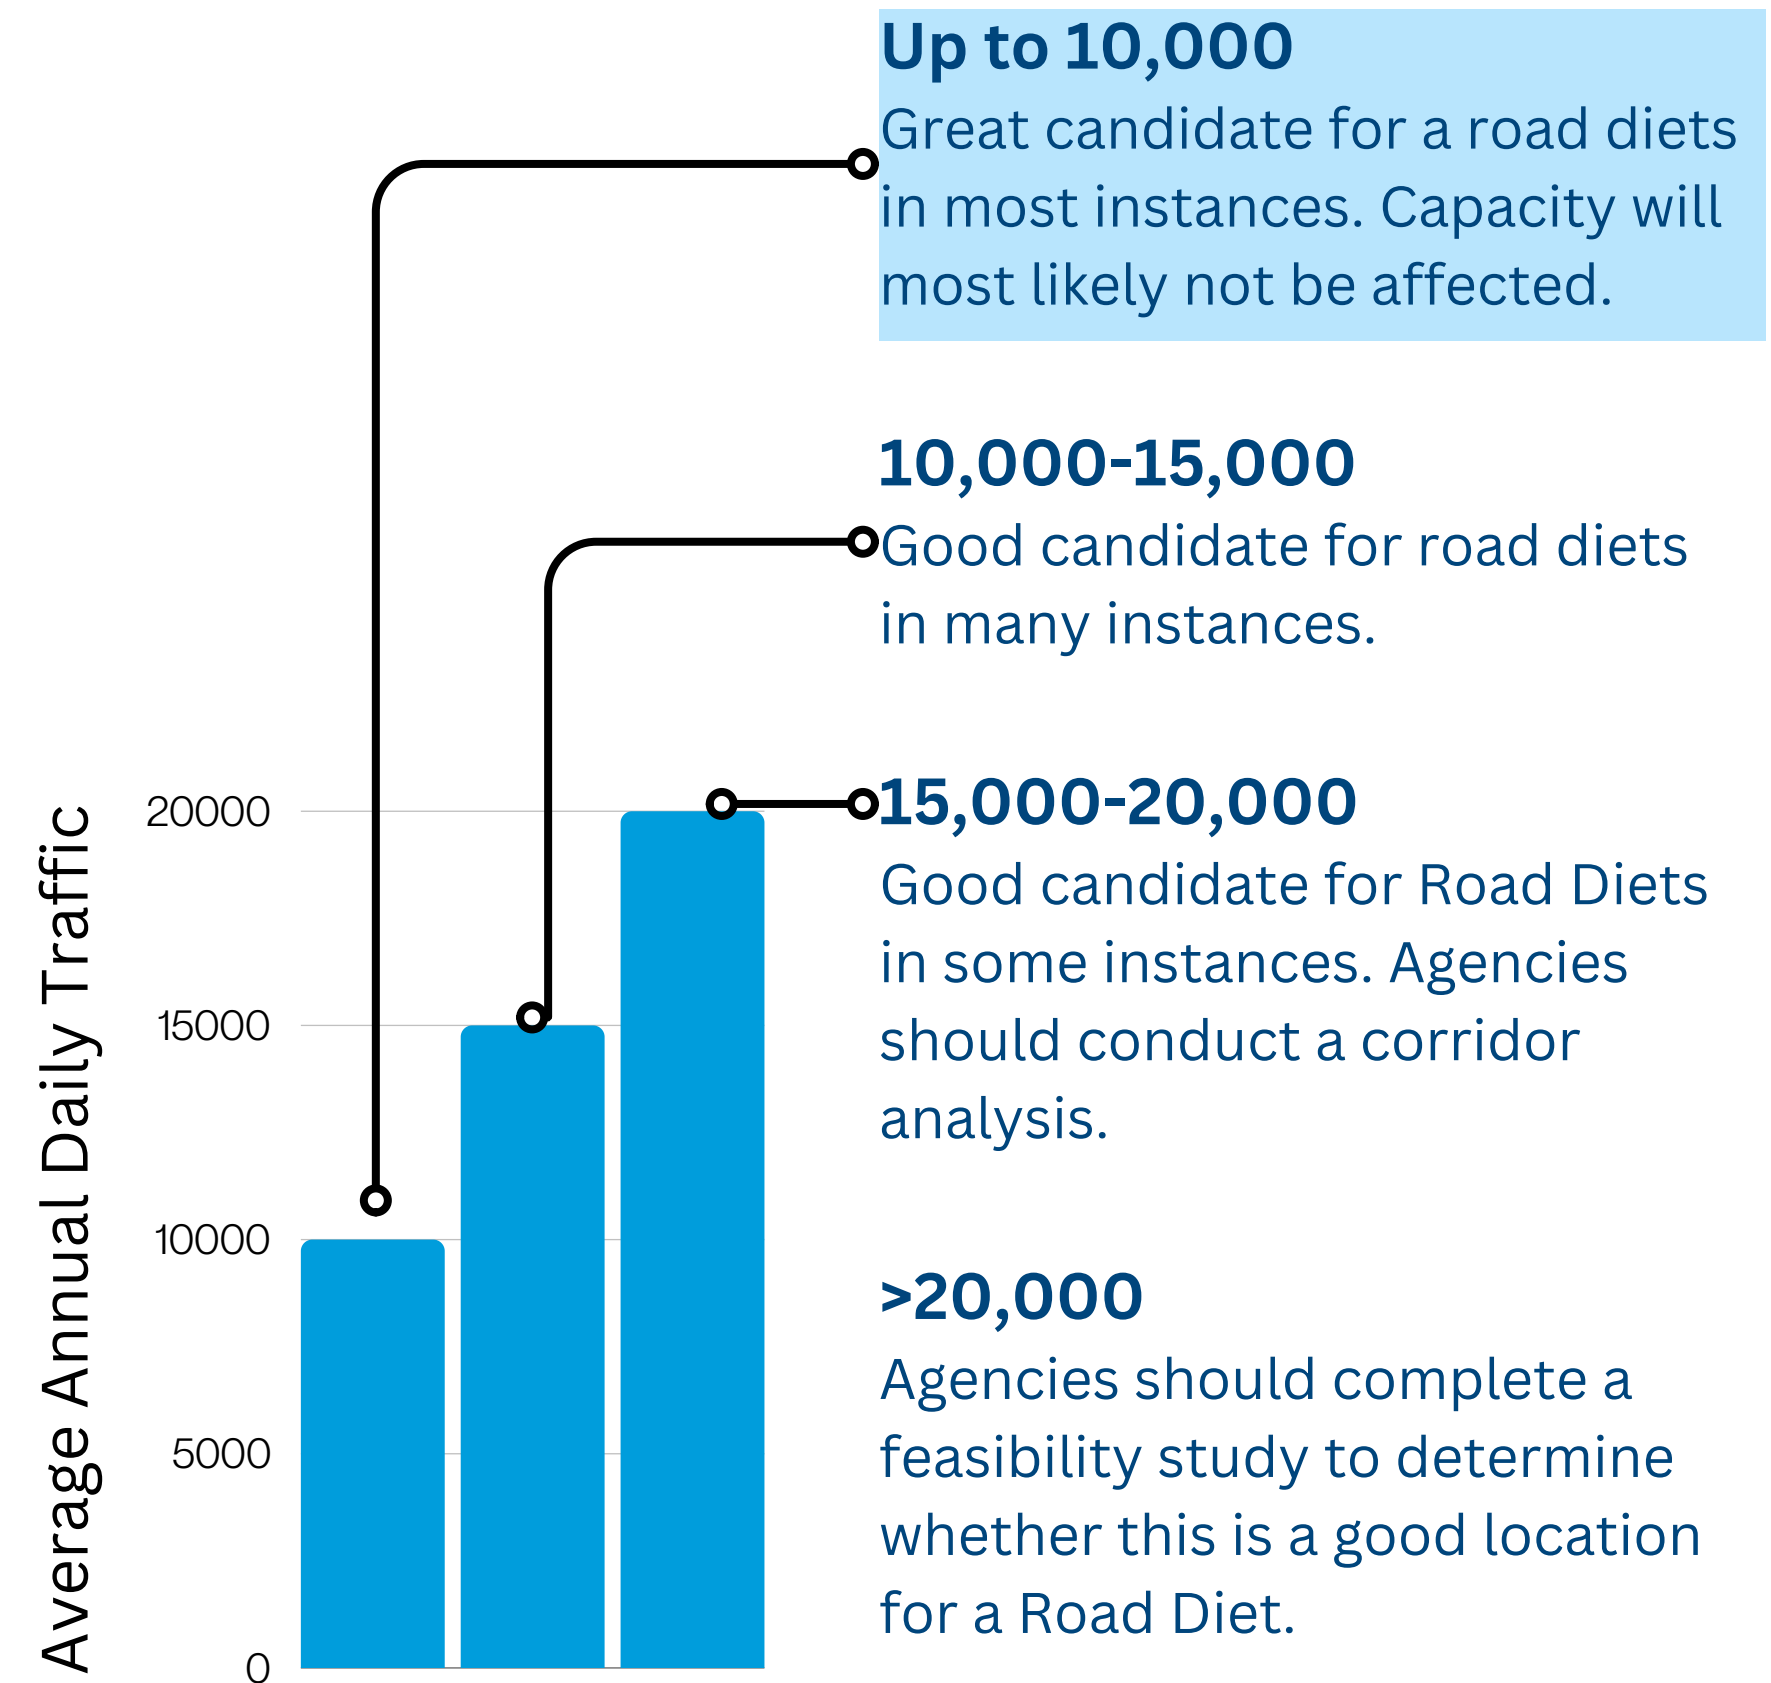 Up to 10,000
Great candidate for a road diets
in most instances. Capacity will
most likely not be affected.
10,000-15,000
Good candidate for road diets
in many instances.
15,000-20,000
Good candidate for Road Diets
in some instances. Agencies
should conduct a corridor
analysis.
>20,000
Agencies should complete a
feasibility study to determine
whether this is a good location
for a Road Diet.
Average Annual Daily Traffic
20000
15000
10000
5000
0